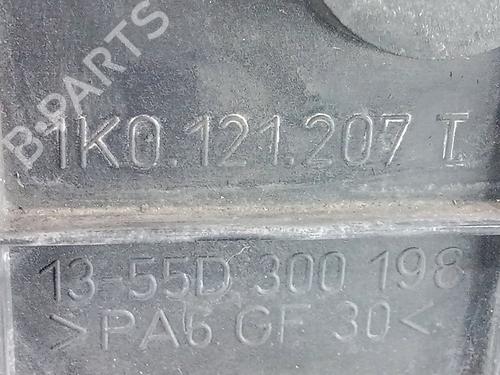 B-PARTS
1K0.121.207 T
13-55D 300 198
>PA6 GF 30<